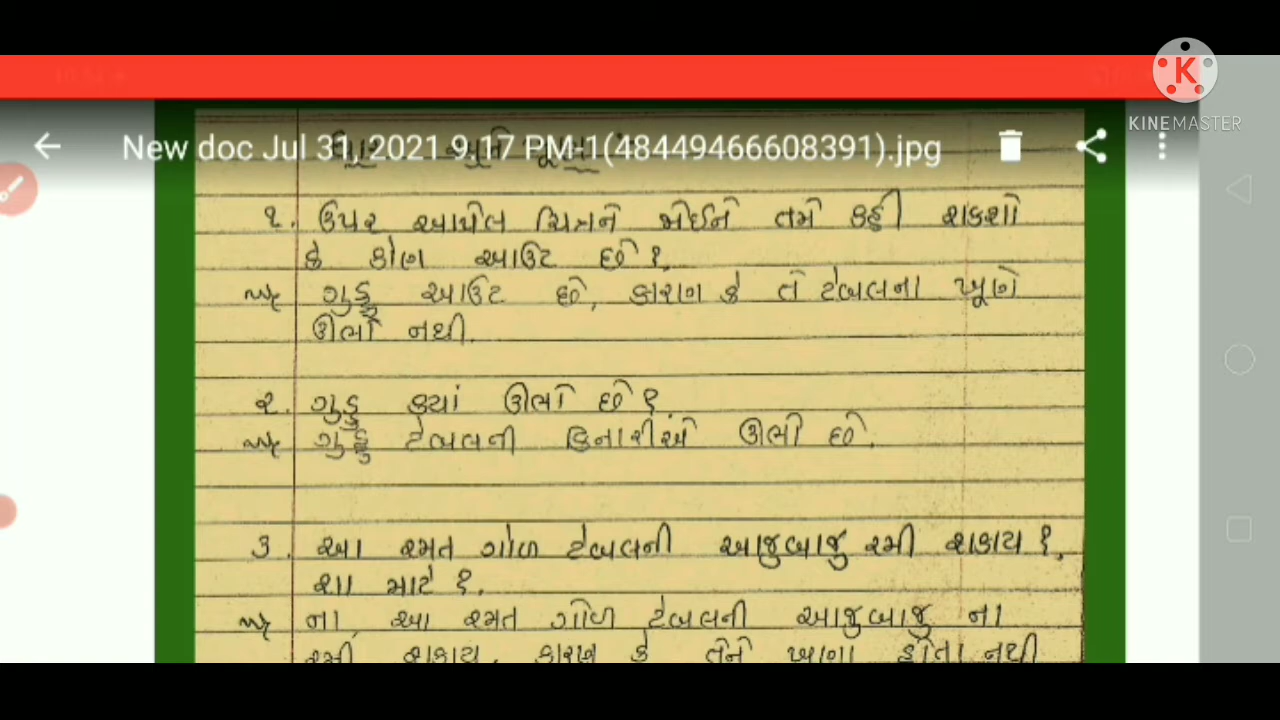 KINEMASTER
New doc Jul 31, 2021 9.17 PM-1(48449466608391).jpg
૧. ઉપર આપેલ ચિત્રને જોઈને તમે કહી શકશો
કે કોણ આઉટ છે ?
ગુડ્ડુ આઉટ છે, કારણ કે તે ટેબલના ખૂણે
ઊભો નથી.
૨. ગુડ્ડુ ક્યાં ઊભો છે ?
ગુડ્ડુ ટેબલની કિનારીએ ઊભો છે.
૩. આ રમત ગોળ ટેબલની આજુબાજુ રમી શકાય ?
શા માટે ?
ના, આ રમત ગોળ ટેબલની આજુબાજુ ના
રમી શકાય. કારણ કે તેને ખૂણા હોતા નથી